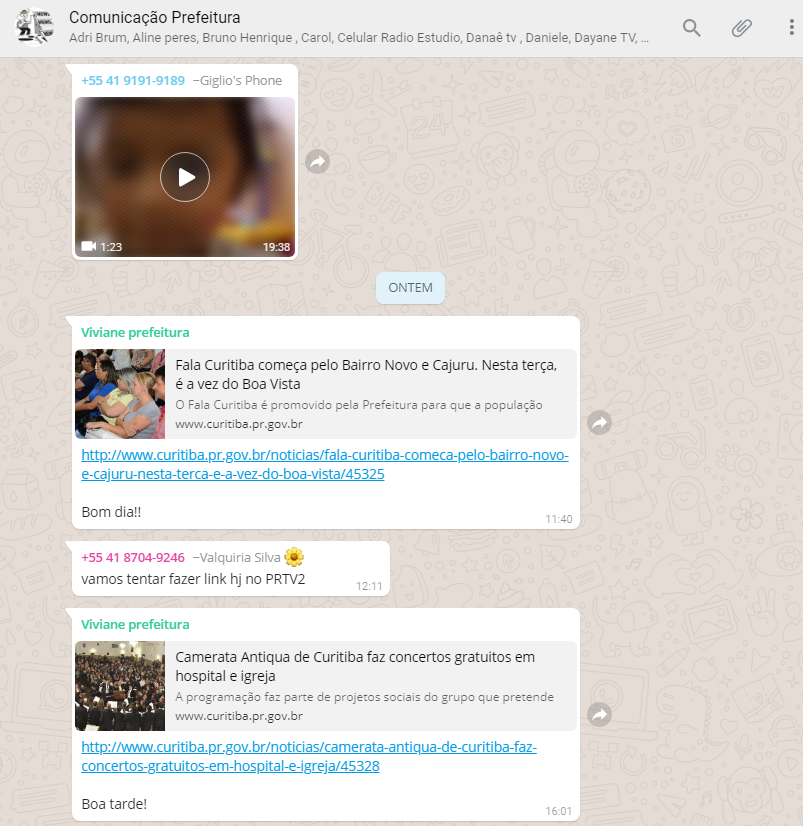 Comunicação Prefeitura
Adri Brum, Aline peres, Bruno Henrique , Carol, Celular Radio Estudio, Danaê tv , Daniele, Dayane TV, ...
+55 41 9191-9189 ~Giglio's Phone
1:23 19:38
ONTEM
Viviane prefeitura
Fala Curitiba começa pelo Bairro Novo e Cajuru. Nesta terça,
é a vez do Boa Vista
O Fala Curitiba é promovido pela Prefeitura para que a população
www.curitiba.pr.gov.br
http://www.curitiba.pr.gov.br/noticias/fala-curitiba-comeca-pelo-bairro-novo-
e-cajuru-nesta-terca-e-a-vez-do-boa-vista/45325
Bom dia!!
11:40
+55 41 8704-9246 ~Valquiria Silva
vamos tentar fazer link hj no PRTV2
12:11
Viviane prefeitura
Camerata Antiqua de Curitiba faz concertos gratuitos em
hospital e igreja
A programação faz parte de projetos sociais do grupo que pretende
www.curitiba.pr.gov.br
http://www.curitiba.pr.gov.br/noticias/camerata-antiqua-de-curitiba-faz-
concertos-gratuitos-em-hospital-e-igreja/45328
Boa tarde!
16:01